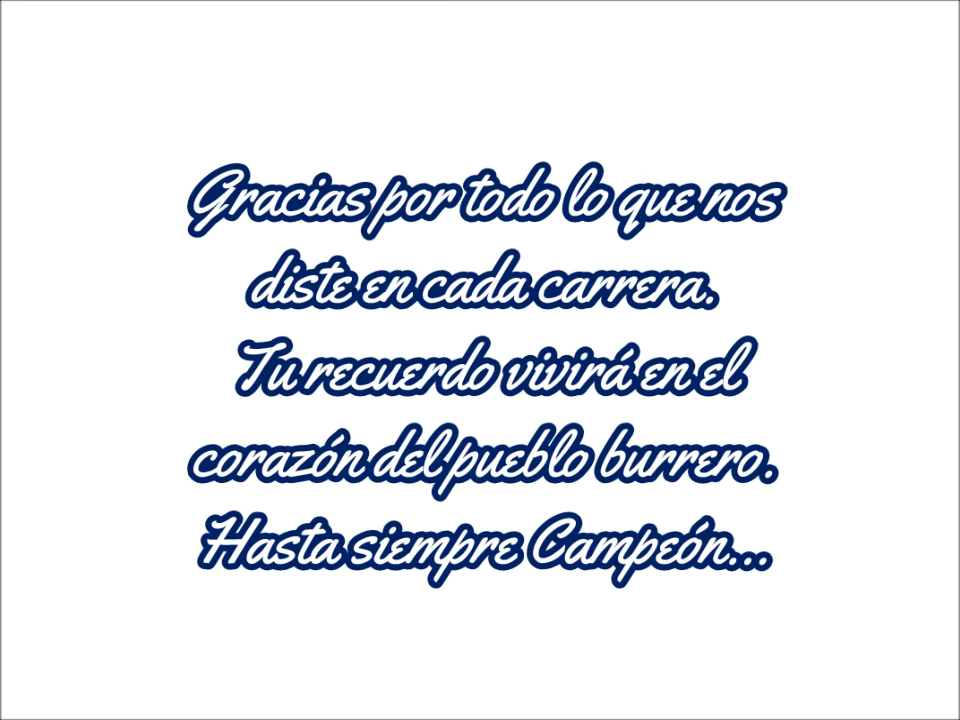 Gracias por todo lo que nos
diste en cada carrera.
Tu recuerdo vivirá en el
corazón del pueblo burrero.
Hasta siempre Campeón...